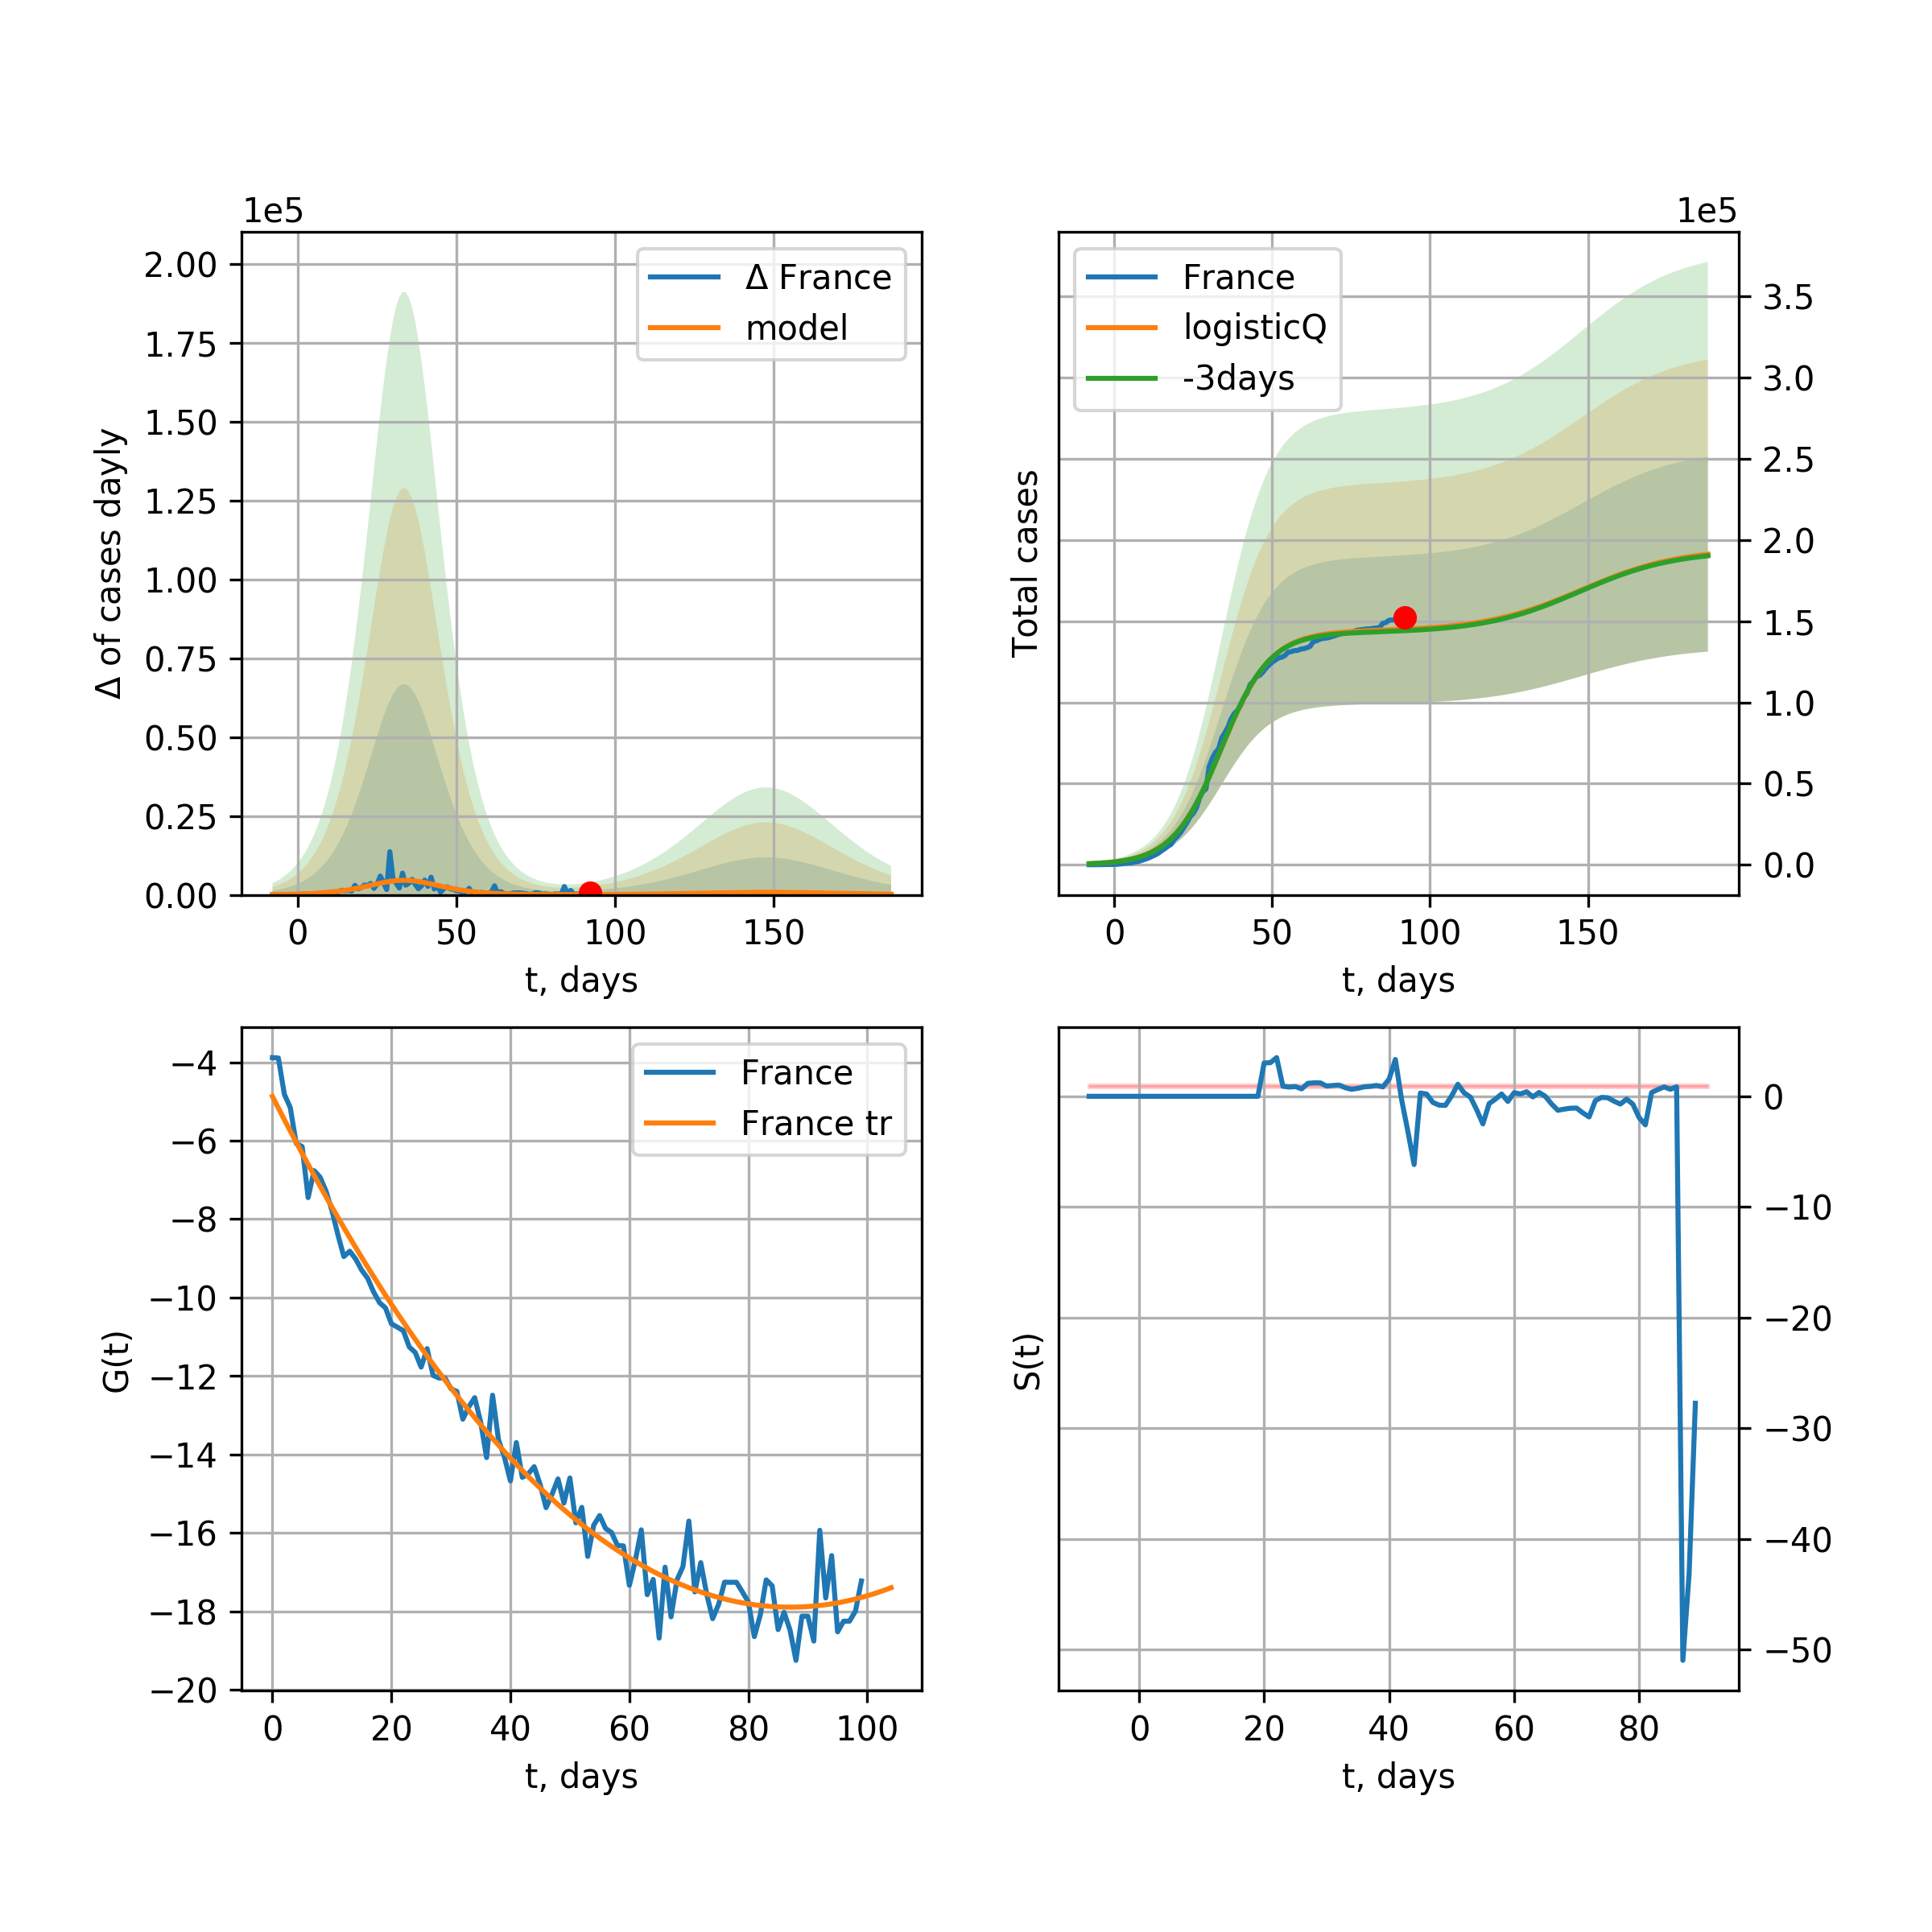 1e5
2.00
1.75
1.50
1.25
1.00
0.75
0.50
0.25
0.00
Δ of cases dayly
Δ France
model
0 50 100 150
t, days
1e5
3.5
3.0
2.5
2.0
1.5
1.0
0.5
0.0
Total cases
France
logisticQ
-3days
0 50 100 150
t, days
−4
−6
−8
−10
−12
−14
−16
−18
−20
G(t)
France
France tr
0 20 40 60 80 100
t, days
0
−10
−20
−30
−40
−50
S(t)
0 20 40 60 80
t, days